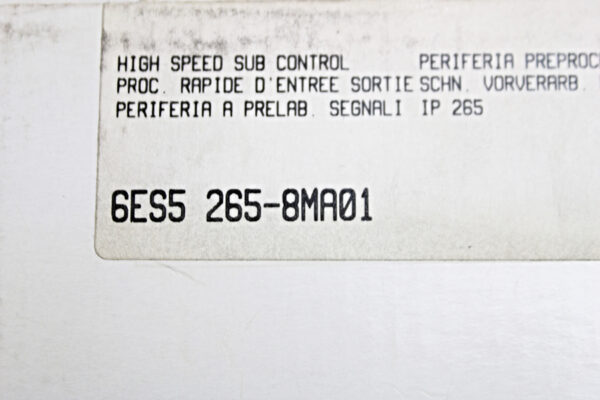 HIGH SPEED SUB CONTROL PERIFERIA PREPROC
PROC. RAPIDE D'ENTREE SORTIE SCHN. VORVERARB.
PERIFERIA A PRELAB. SEGNALI IP 265
6ES5 265-8MA01